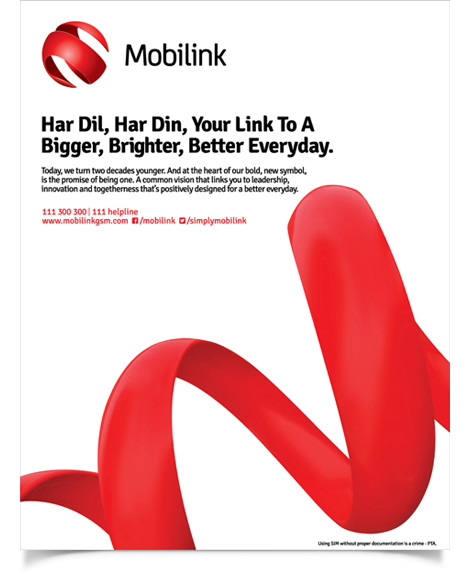 Mobilink
Har Dil, Har Din, Your Link To A
Bigger, Brighter, Better Everyday.
Today, we turn two decades younger. And at the heart of our bold, new symbol,
is the promise of being one. A common vision that links you to leadership,
innovation and togetherness that's positively designed for a better everyday.
111 300 300 | 111 helpline
www.mobilinkgsm.com f/mobilink /simplymobilink
Using SIM without proper documentation is a crime - PTA.